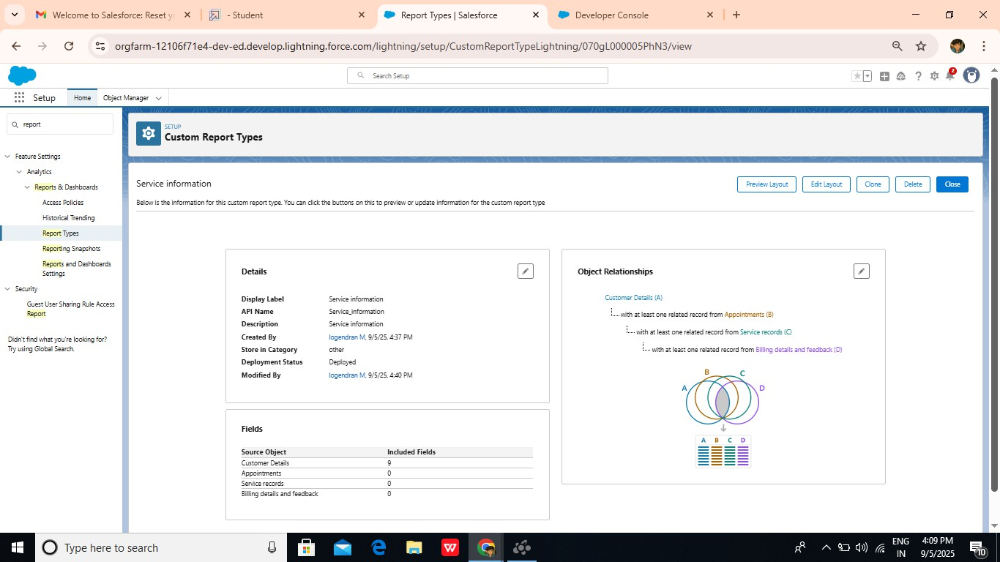 Welcome to Salesforce: Reset y
- Student
Report Types | Salesforce
Developer Console
orgfarm-12106f71e4-dev-ed.develop.lightning.force.com/lightning/setup/CustomReportTypeLightning/070gL000005PhN3/view
Search Setup
2
Setup
Home
Object Manager
report
Feature Settings
Analytics
Reports & Dashboards
Access Policies
Historical Trending
Report Types
Reporting Snapshots
Reports and Dashboards
Settings
Security
Guest User Sharing Rule Access
Report
Didn't find what you're looking for?
Try using Global Search.
SETUP
Custom Report Types
Service information
Preview Layout
Edit Layout
Clone
Delete
Close
Below is the information for this custom report type. You can click the buttons on this to preview or update information for the custom report type
Details
Display Label Service information
API Name Service_information
Description Service information
Created By logendran M, 9/5/25, 4:37 PM
Store in Category other
Deployment Status Deployed
Modified By logendran M, 9/5/25, 4:40 PM
Fields
Source Object Included Fields
Customer Details 9
Appointments 0
Service records 0
Billing details and feedback 0
Object Relationships
Customer Details (A)
with at least one related record from Appointments (B)
with at least one related record from Service records (C)
with at least one related record from Billing details and feedback (D)
A
B
C
D
A B C D
Type here to search
W
ENG
IN
4:09 PM
9/5/2025
10